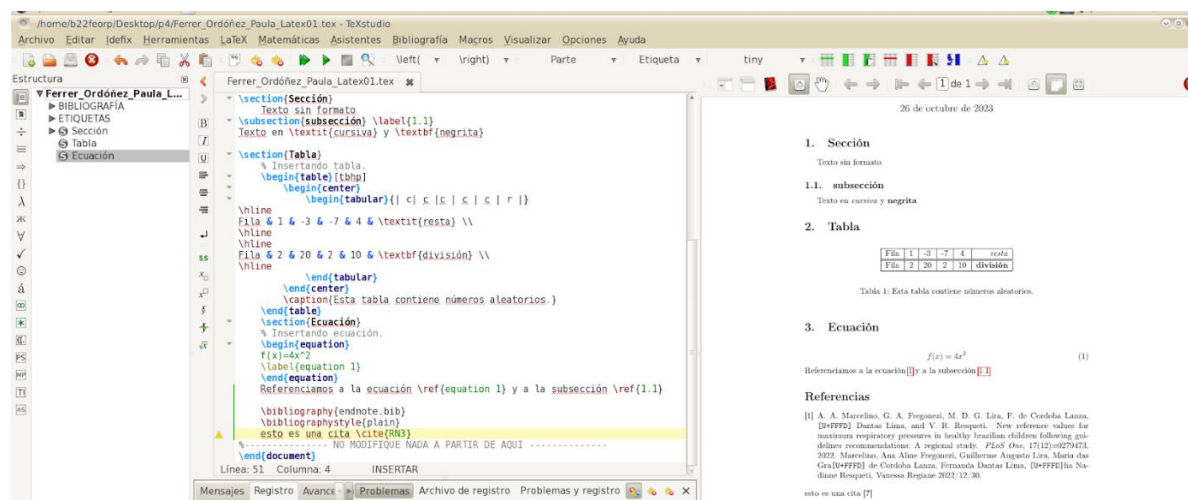 /home/b22feorp/Desktop/p4/Ferrer_Ordóñez_Paula_Latex01.tex - TeXstudio
Archivo Editar Idefix Herramientas LaTeX Matemáticas Asistentes Bibliografía Macros Visualizar Opciones Ayuda
\left( \right) Parte Etiqueta tiny
Estructura
Ferrer_Ordóñez_Paula_L...
BIBLIOGRAFÍA
ETIQUETAS
Sección
Tabla
Ecuación
Ferrer_Ordóñez_Paula_Latex01.tex
\section{Sección}
Texto sin formato
\subsection{subsección} \label{1.1}
Texto en \textit{cursiva} y \textbf{negrita}
\section{Tabla}
% Insertando tabla.
\begin{table}[tbhp]
\begin{center}
\begin{tabular}{| c| c |c | c | c | r |}
\hline
Fila & 1 & -3 & -7 & 4 & \textit{resta} \\
\hline
\hline
Fila & 2 & 20 & 2 & 10 & \textbf{división} \\
\hline
\end{tabular}
\end{center}
\caption{Esta tabla contiene números aleatorios.}
\end{table}
\section{Ecuación}
% Insertando ecuación.
\begin{equation}
f(x)=4x^2
\label{equation 1}
\end{equation}
Referenciamos a la ecuación \ref{equation 1} y a la subsección \ref{1.1}
\bibliography{endnote.bib}
\bibliographystyle{plain}
esto es una cita \cite{RN3}
%--------------- NO MODIFIQUE NADA A PARTIR DE AQUI --------------
\end{document}
Línea: 51 Columna: 4 INSERTAR
Mensajes Registro Avance Problemas Archivo de registro Problemas y registro
1 de 1
26 de octubre de 2023
1. Sección
Texto sin formato
1.1. subsección
Texto en cursiva y negrita
2. Tabla
Fila 1 -3 -7 4 resta
Fila 2 20 2 10 división
Tabla 1: Esta tabla contiene números aleatorios.
3. Ecuación
f(x) = 4x² (1)
Referenciamos a la ecuación 1 y a la subsección 1.1
Referencias
[1] A. A. Marcelino, G. A. Fregonezi, M. D. G. Lira, F. de Cordoba Lanza,
[U+FFFD] Dantas Lima, and V. R. Resqueti. New reference values for
maximum respiratory pressures in healthy brazilian children following gui-
delines recommendations: A regional study. PLoS One, 17(12):e0279473,
2022. Marcelino, Ana Aline Fregonezi, Guilherme Augusto Lira, Maria das
Gra[U+FFFD] de Cordoba Lanza, Fernanda Dantas Lima, [U+FFFD]lia Na-
dinne Resqueti, Vanessa Regiane 2022/12/30.
esto es una cita [?]